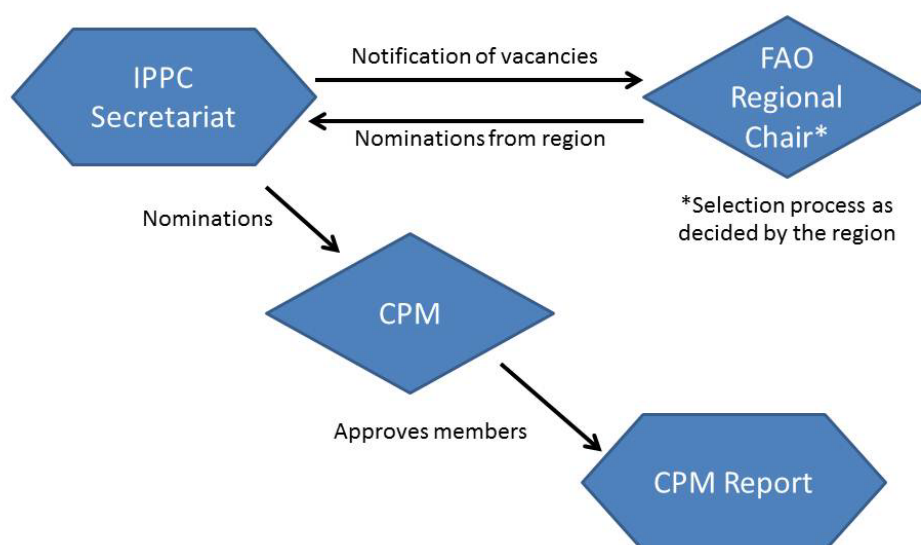 IPPC
Secretariat
Notification of vacancies
Nominations from region
FAO
Regional
Chair*
*Selection process as
decided by the region
Nominations
CPM
Approves members
CPM Report